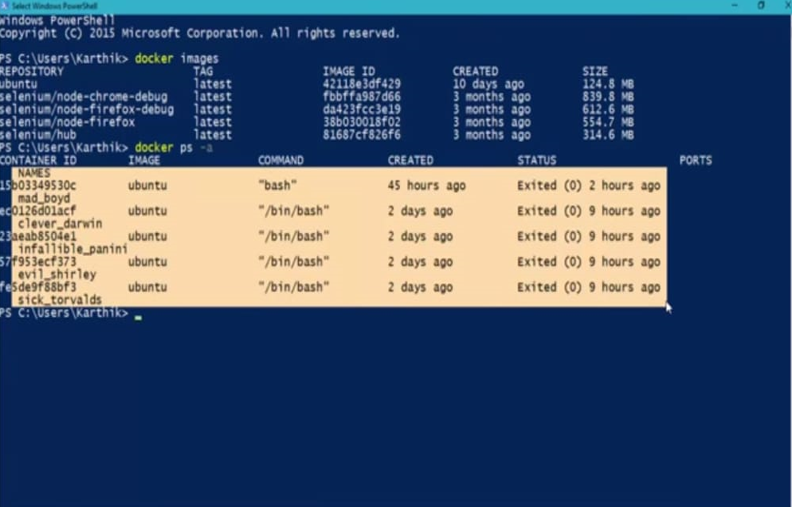 Select Windows PowerShell
Windows PowerShell
Copyright (C) 2015 Microsoft Corporation. All rights reserved.
PS C:\Users\Karthik> docker images
REPOSITORY TAG IMAGE ID CREATED SIZE
ubuntu latest 42118e3df429 10 days ago 124.8 MB
selenium/node-chrome-debug latest fbbffa987d66 3 months ago 839.8 MB
selenium/node-firefox-debug latest da423fcc3e19 3 months ago 612.6 MB
selenium/node-firefox latest 38b030018f02 3 months ago 554.7 MB
selenium/hub latest 81687cf826f6 3 months ago 314.6 MB
PS C:\Users\Karthik> docker ps -a
CONTAINER ID IMAGE COMMAND CREATED STATUS PORTS
NAMES
15b03349530c ubuntu "bash" 45 hours ago Exited (0) 2 hours ago
mad_boyd
ec0126d01acf ubuntu "/bin/bash" 2 days ago Exited (0) 9 hours ago
clever_darwin
23aeab8504e1 ubuntu "/bin/bash" 2 days ago Exited (0) 9 hours ago
infallible_panini
57f953ecf373 ubuntu "/bin/bash" 2 days ago Exited (0) 9 hours ago
evil_shirley
fe5de9f88bf3 ubuntu "/bin/bash" 2 days ago Exited (0) 9 hours ago
sick_torvalds
PS C:\Users\Karthik>